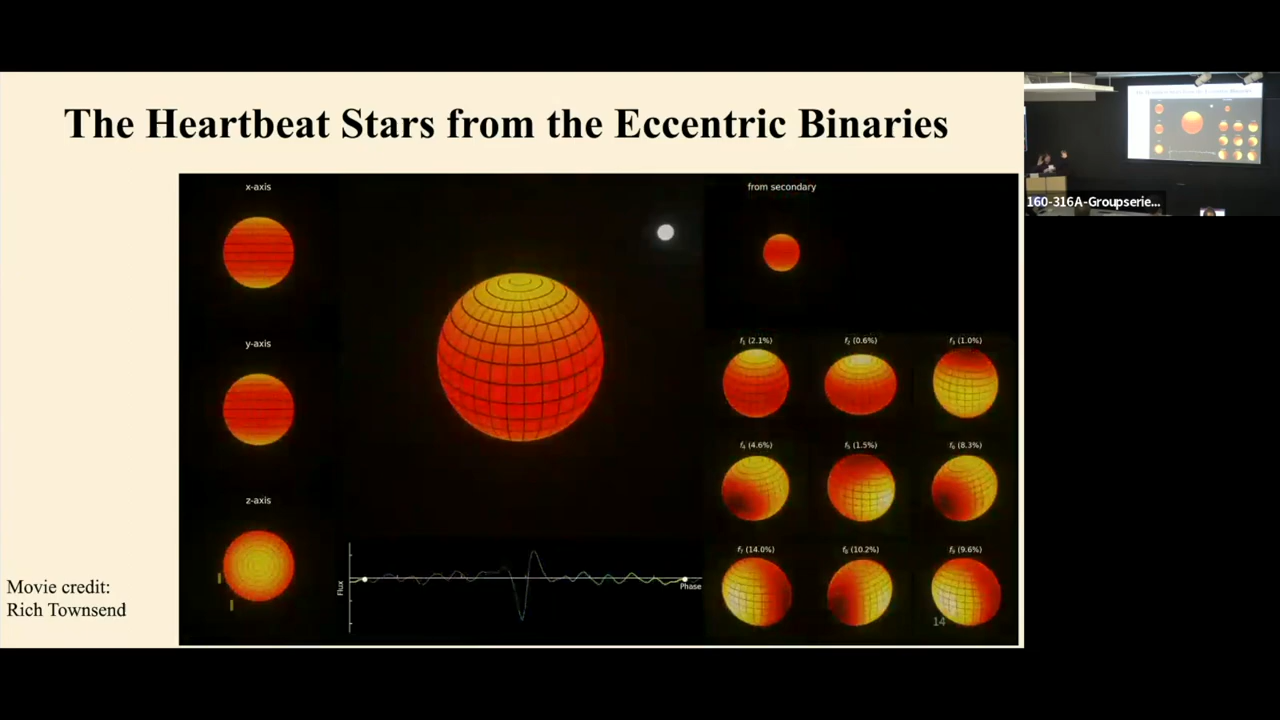 The Heartbeat Stars from the Eccentric Binaries
x-axis
y-axis
z-axis
from secondary
f₁ (2.1%)
f₂ (0.6%)
f₃ (1.0%)
f₄ (4.6%)
f₅ (1.5%)
f₆ (8.3%)
f₇ (14.0%)
f₈ (10.2%)
f₉ (9.6%)
Flux
Phase
14
Movie credit:
Rich Townsend
160-316A-Groupserie...